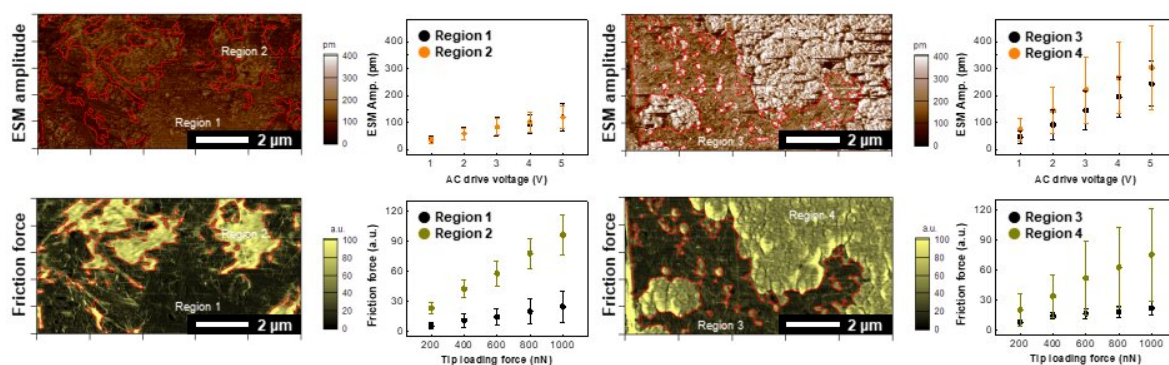 ESM amplitude
Region 2
Region 1
2 µm
pm
400
300
200
100
0
ESM Amp. (pm)
400
300
200
100
0
Region 1
Region 2
1 2 3 4 5
AC drive voltage (V)
ESM amplitude
Region 3
2 µm
pm
400
300
200
100
0
ESM Amp. (pm)
400
300
200
100
0
Region 3
Region 4
1 2 3 4 5
AC drive voltage (V)
Friction force
Region 1
2 µm
a.u.
100
80
60
40
20
0
Friction force (a.u.)
120
90
60
30
0
Region 1
Region 2
200 400 600 800 1000
Tip loading force (nN)
Friction force
Region 4
Region 3
2 µm
a.u.
100
80
60
40
20
0
Friction force (a.u.)
120
90
60
30
0
Region 3
Region 4
200 400 600 800 1000
Tip loading force (nN)